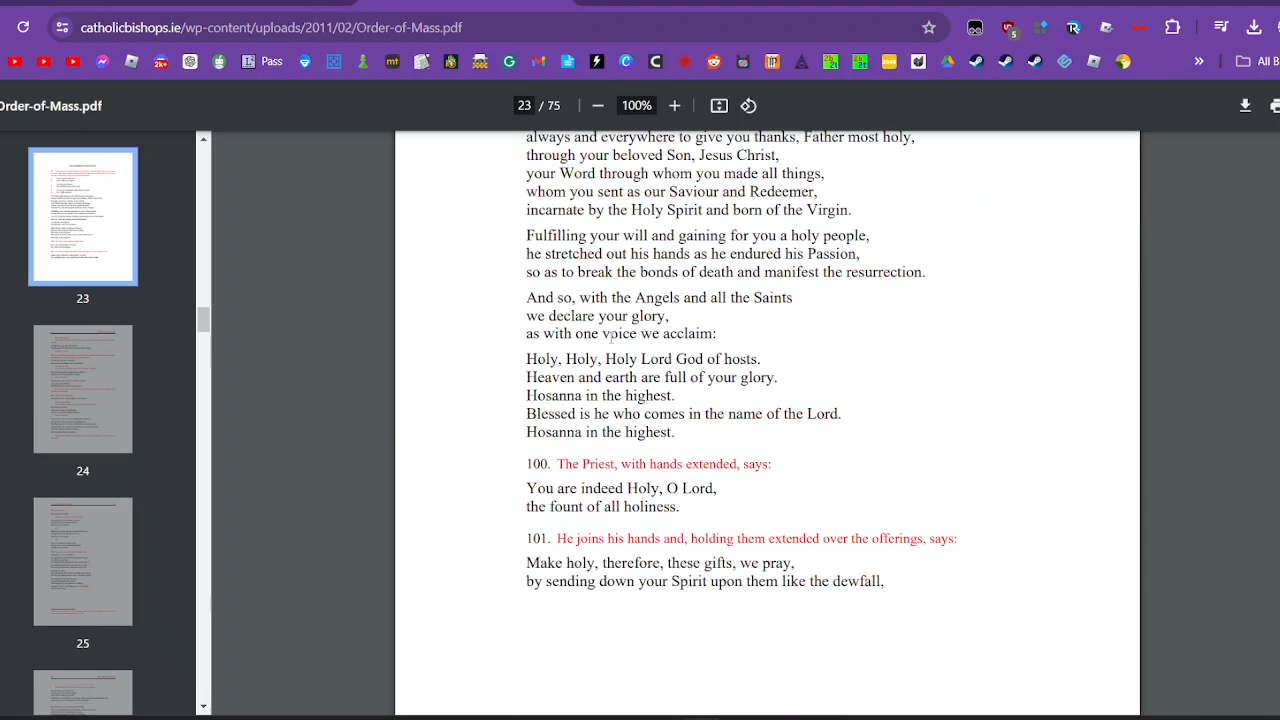 catholicbishops.ie/wp-content/uploads/2011/02/Order-of-Mass.pdf
Pass
All B
Order-of-Mass.pdf
23 / 75
100%
always and everywhere to give you thanks, Father most holy,
through your beloved Son, Jesus Christ,
your Word through whom you made all things,
whom you sent as our Saviour and Redeemer,
incarnate by the Holy Spirit and born of the Virgin.
Fulfilling your will and gaining for you a holy people,
he stretched out his hands as he endured his Passion,
so as to break the bonds of death and manifest the resurrection.
And so, with the Angels and all the Saints
we declare your glory,
as with one voice we acclaim:
Holy, Holy, Holy Lord God of hosts.
Heaven and earth are full of your glory.
Hosanna in the highest.
Blessed is he who comes in the name of the Lord.
Hosanna in the highest.
100. The Priest, with hands extended, says:
You are indeed Holy, O Lord,
the fount of all holiness.
101. He joins his hands and, holding them extended over the offerings, says:
Make holy, therefore, these gifts, we pray,
by sending down your Spirit upon them like the dewfall,
23
24
25